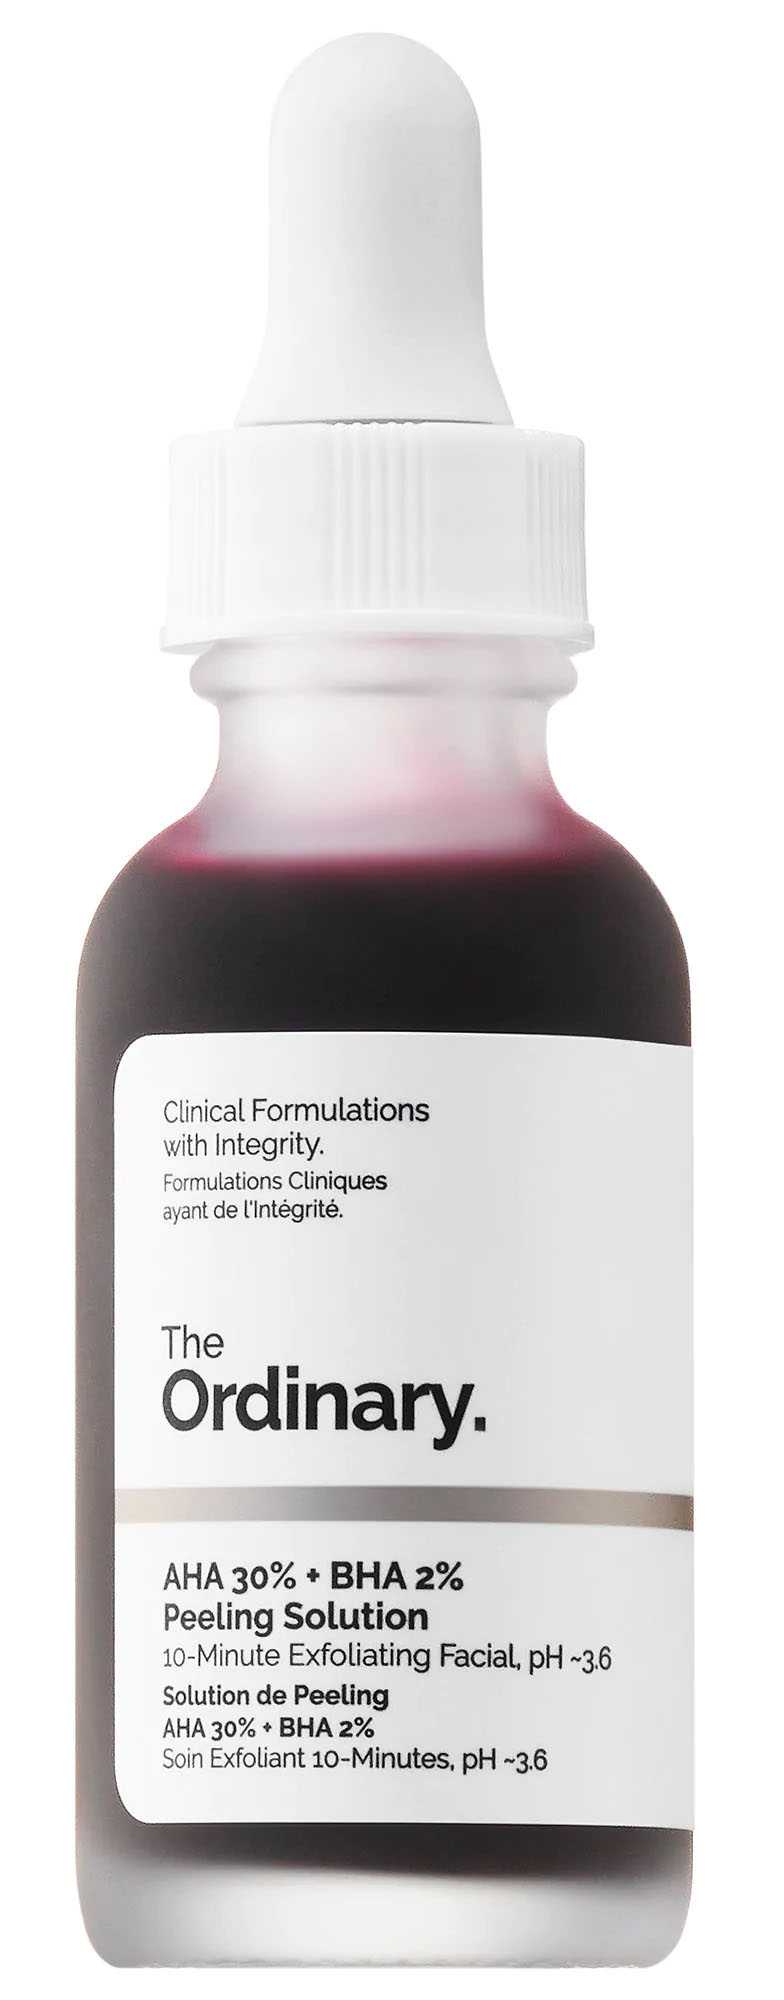 Clinical Formulations
with Integrity.
Formulations Cliniques
ayant de l'Intégrité.
The
Ordinary.
AHA 30% + BHA 2%
Peeling Solution
10-Minute Exfoliating Facial, pH ~3.6
Solution de Peeling
AHA 30% + BHA 2%
Soin Exfoliant 10-Minutes, pH ~3.6